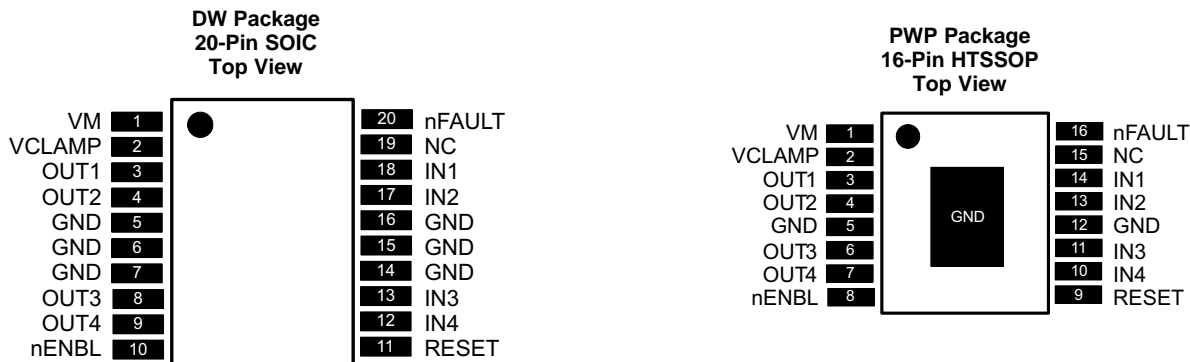 DW Package
20-Pin SOIC
Top View
VM 1 20 nFAULT
VCLAMP 2 19 NC
OUT1 3 18 IN1
OUT2 4 17 IN2
GND 5 16 GND
GND 6 15 GND
GND 7 14 GND
OUT3 8 13 IN3
OUT4 9 12 IN4
nENBL 10 11 RESET
PWP Package
16-Pin HTSSOP
Top View
VM 1 16 nFAULT
VCLAMP 2 15 NC
OUT1 3 14 IN1
OUT2 4 13 IN2
GND 5 GND 12 GND
OUT3 6 11 IN3
OUT4 7 10 IN4
nENBL 8 9 RESET